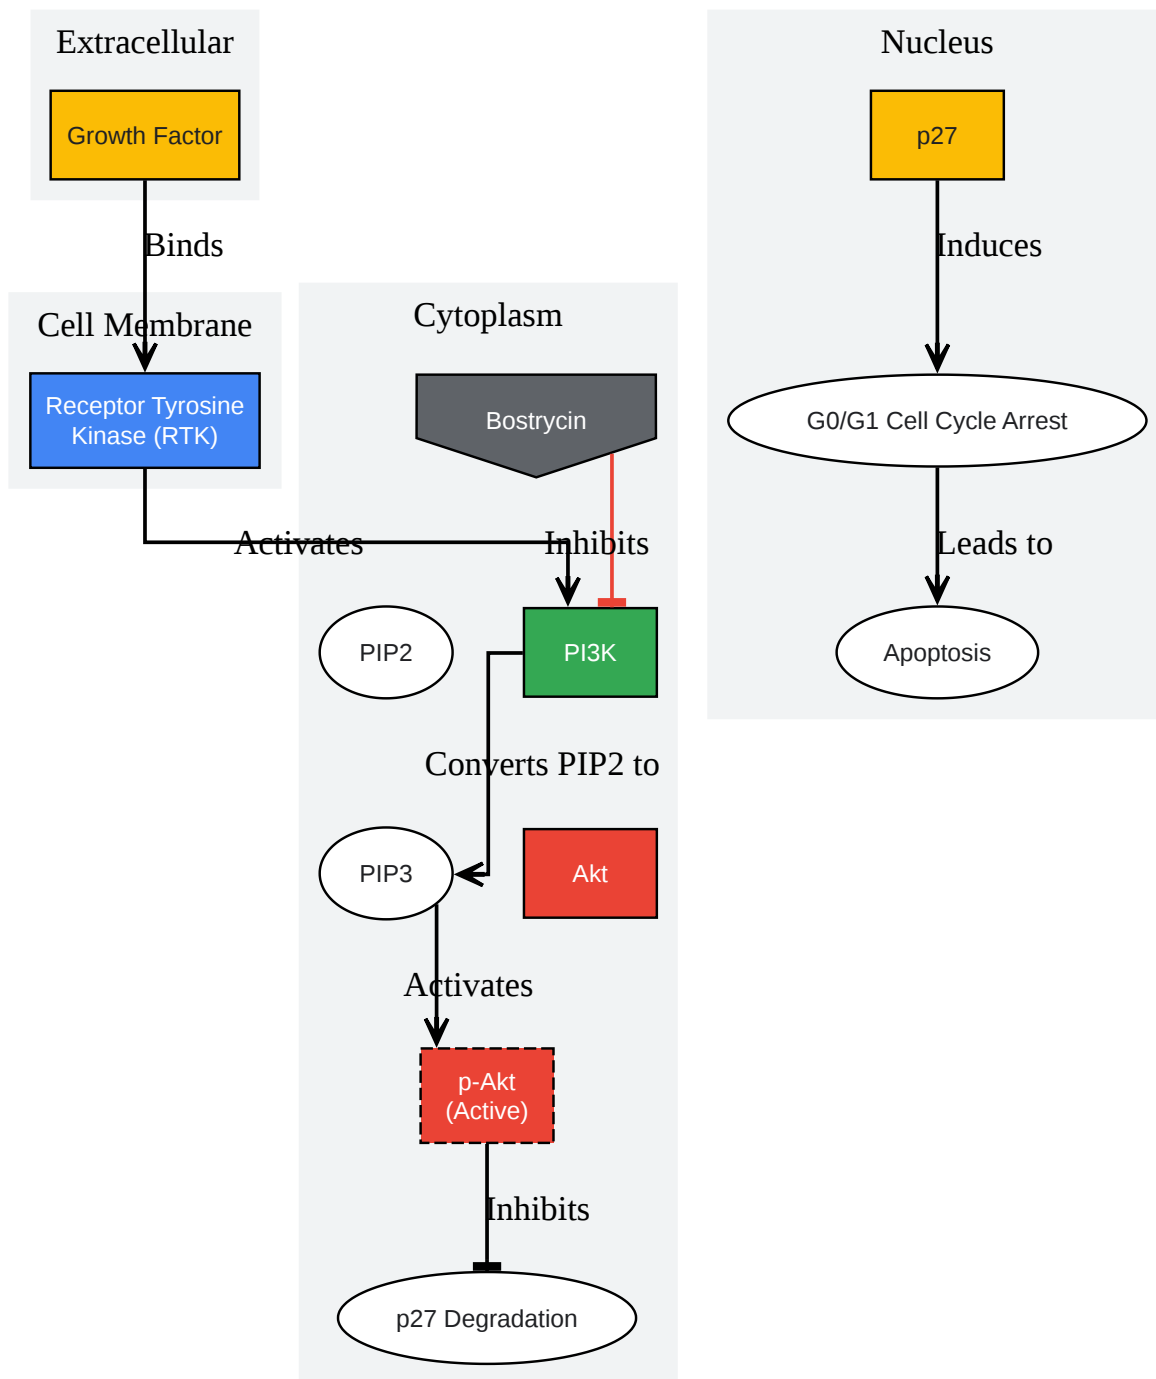 Extracellular
Growth Factor
Binds
Cell Membrane
Receptor Tyrosine
Kinase (RTK)
Activates
Cytoplasm
Bostrycin
Inhibits
PIP2
PI3K
Converts PIP2 to
PIP3
Akt
Activates
p-Akt
(Active)
Inhibits
p27 Degradation
Nucleus
p27
Induces
G0/G1 Cell Cycle Arrest
Leads to
Apoptosis